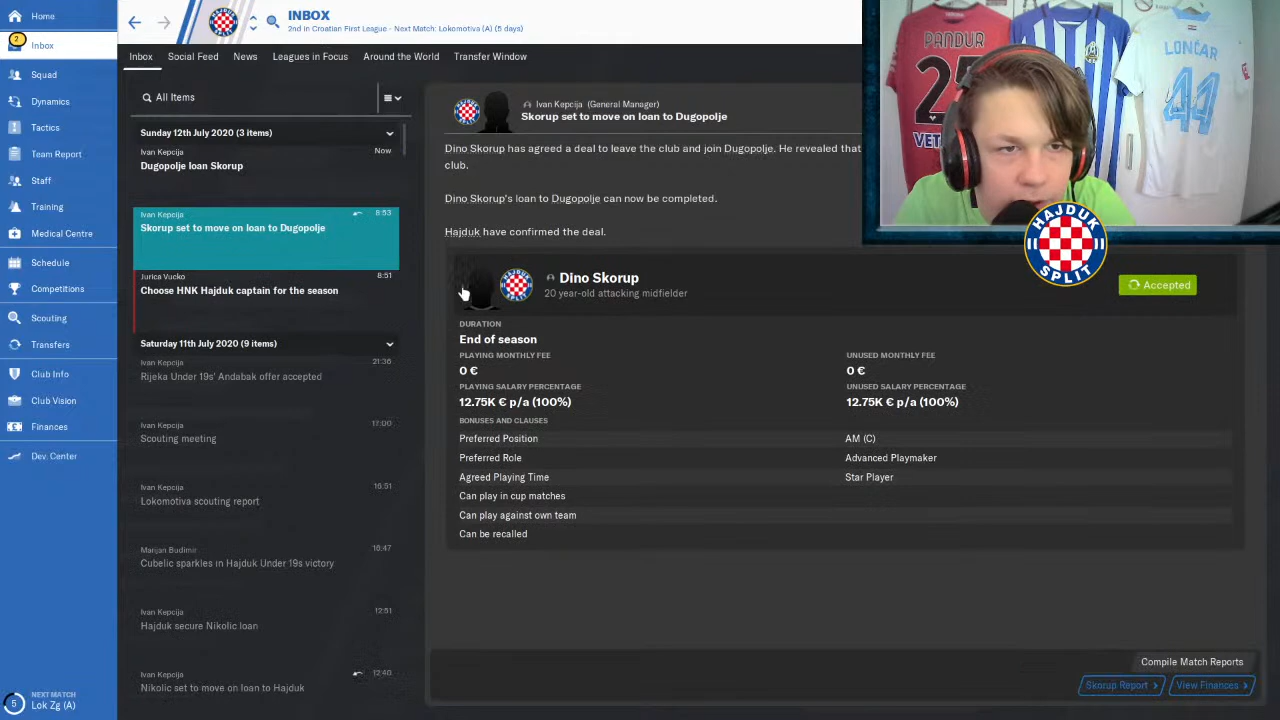 Home
2
Inbox
Squad
Dynamics
Tactics
Team Report
Staff
Training
Medical Centre
Schedule
Competitions
Scouting
Transfers
Club Info
Club Vision
Finances
Dev. Center
5
NEXT MATCH
Lok Zg (A)
INBOX
2nd in Croatian First League - Next Match: Lokomotiva (A) (5 days)
Inbox
Social Feed
News
Leagues in Focus
Around the World
Transfer Window
All Items
Sunday 12th July 2020 (3 items)
Ivan Kepcija Now
Dugopolje loan Skorup
Ivan Kepcija 8:53
Skorup set to move on loan to Dugopolje
Jurica Vucko 8:51
Choose HNK Hajduk captain for the season
Saturday 11th July 2020 (9 items)
Ivan Kepcija 21:36
Rijeka Under 19s' Andabak offer accepted
Ivan Kepcija 17:00
Scouting meeting
Ivan Kepcija 16:51
Lokomotiva scouting report
Marijan Budimir 16:47
Cubelic sparkles in Hajduk Under 19s victory
Ivan Kepcija 12:51
Hajduk secure Nikolic loan
Ivan Kepcija 12:40
Nikolic set to move on loan to Hajduk
Ivan Kepcija (General Manager)
Skorup set to move on loan to Dugopolje
Dino Skorup has agreed a deal to leave the club and join Dugopolje. He revealed that
club.
Dino Skorup's loan to Dugopolje can now be completed.
Hajduk have confirmed the deal.
Dino Skorup
20 year-old attacking midfielder
Accepted
DURATION
End of season
PLAYING MONTHLY FEE UNUSED MONTHLY FEE
0 € 0 €
PLAYING SALARY PERCENTAGE UNUSED SALARY PERCENTAGE
12.75K € p/a (100%) 12.75K € p/a (100%)
BONUSES AND CLAUSES
Preferred Position AM (C)
Preferred Role Advanced Playmaker
Agreed Playing Time Star Player
Can play in cup matches
Can play against own team
Can be recalled
Compile Match Reports
Skorup Report
View Finances
PANDUR
LONČAR
44
HAJDUK
SPLIT